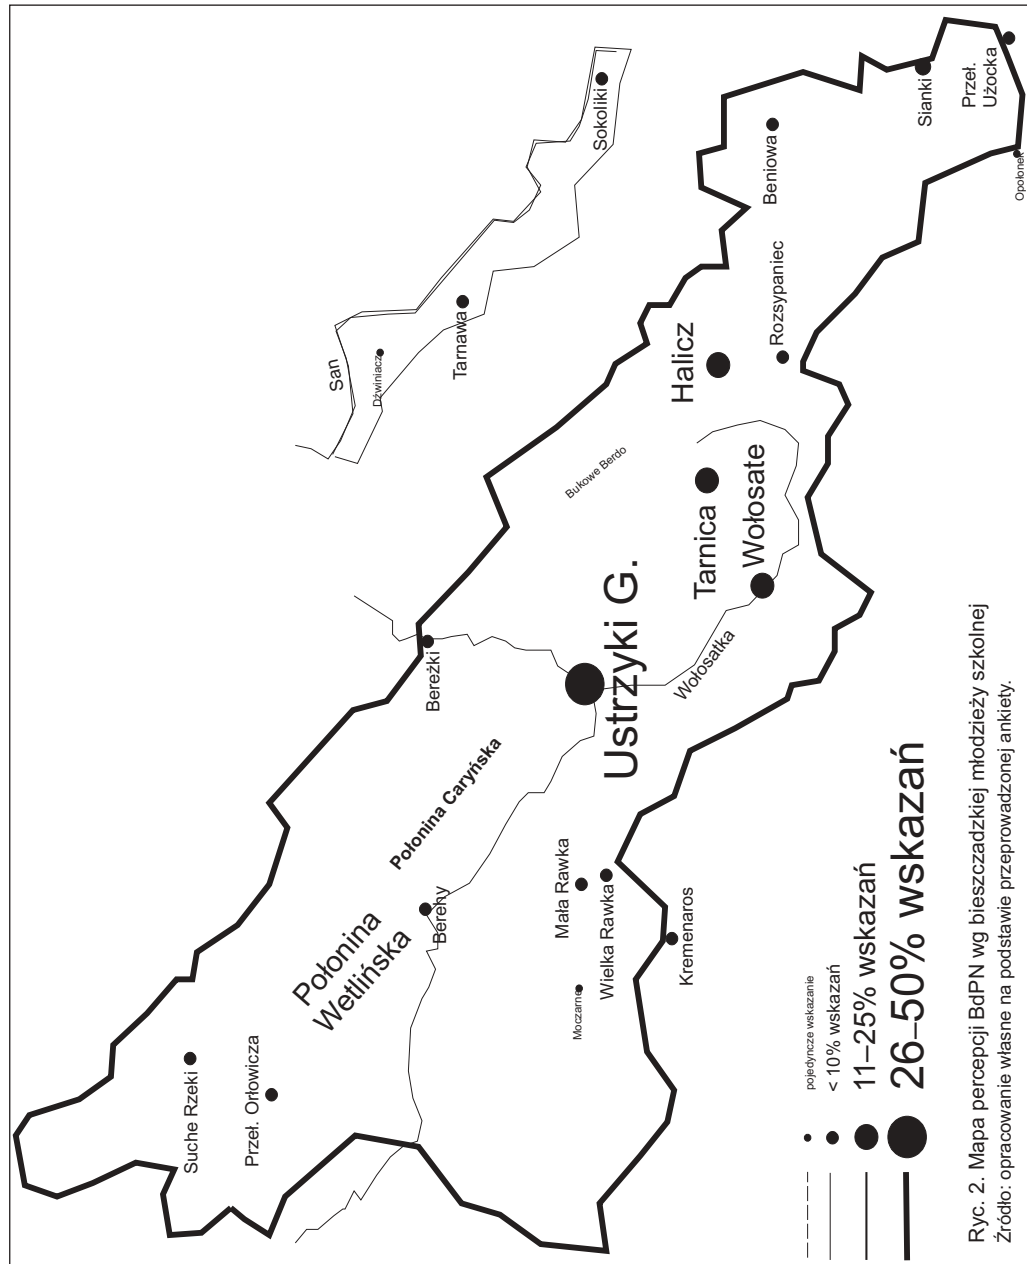 San
Dźwiniacz
Tarnawa
Sokoliki
Sianki
Przeł.
Użocka
Opołonek
Beniowa
Rozsypaniec
Halicz
Bukowe Berdo
Tarnica
Wołosate
Wołosatka
Ustrzyki G.
Bereżki
Połonina Caryńska
Berehy
Połonina
Wetlińska
Mała Rawka
Wielka Rawka
Moczarne
Kremenaros
Suche Rzeki
Przeł. Orłowicza
pojedyncze wskazanie
< 10% wskazań
11–25% wskazań
26–50% wskazań
Ryc. 2. Mapa percepcji BdPN wg bieszczadzkiej młodzieży szkolnej
Źródło: opracowanie własne na podstawie przeprowadzonej ankiety.